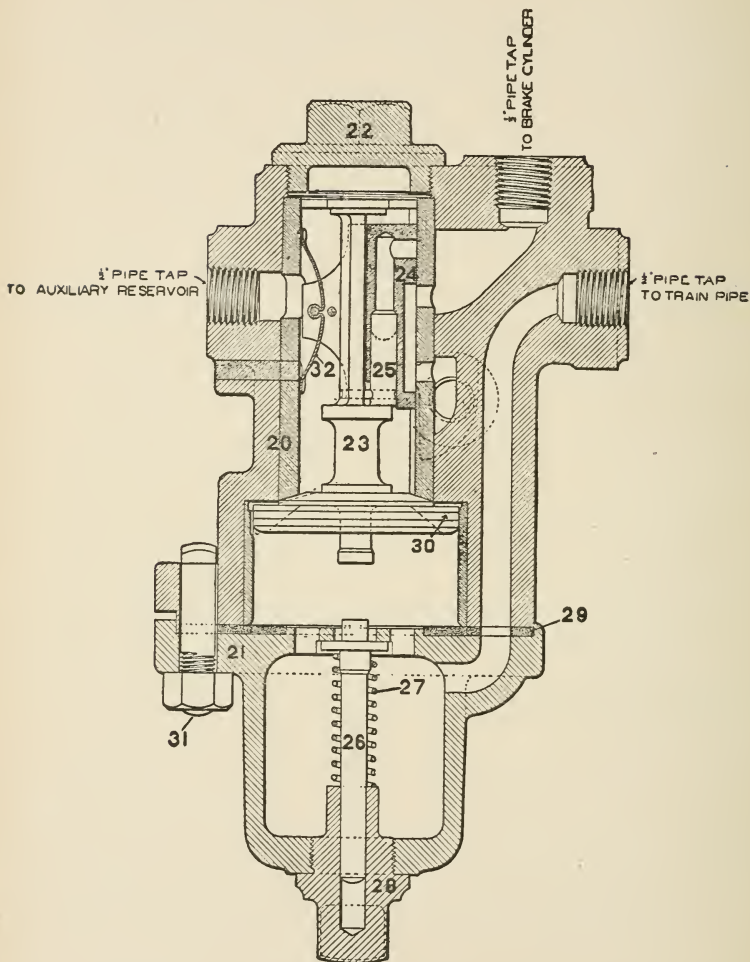 ½" PIPE TAP
TO BRAKE CYLINDER
22
½" PIPE TAP
TO AUXILIARY RESERVOIR
½" PIPE TAP
TO TRAIN PIPE
24
32
25
20
23
30
29
21
27
26
31
28